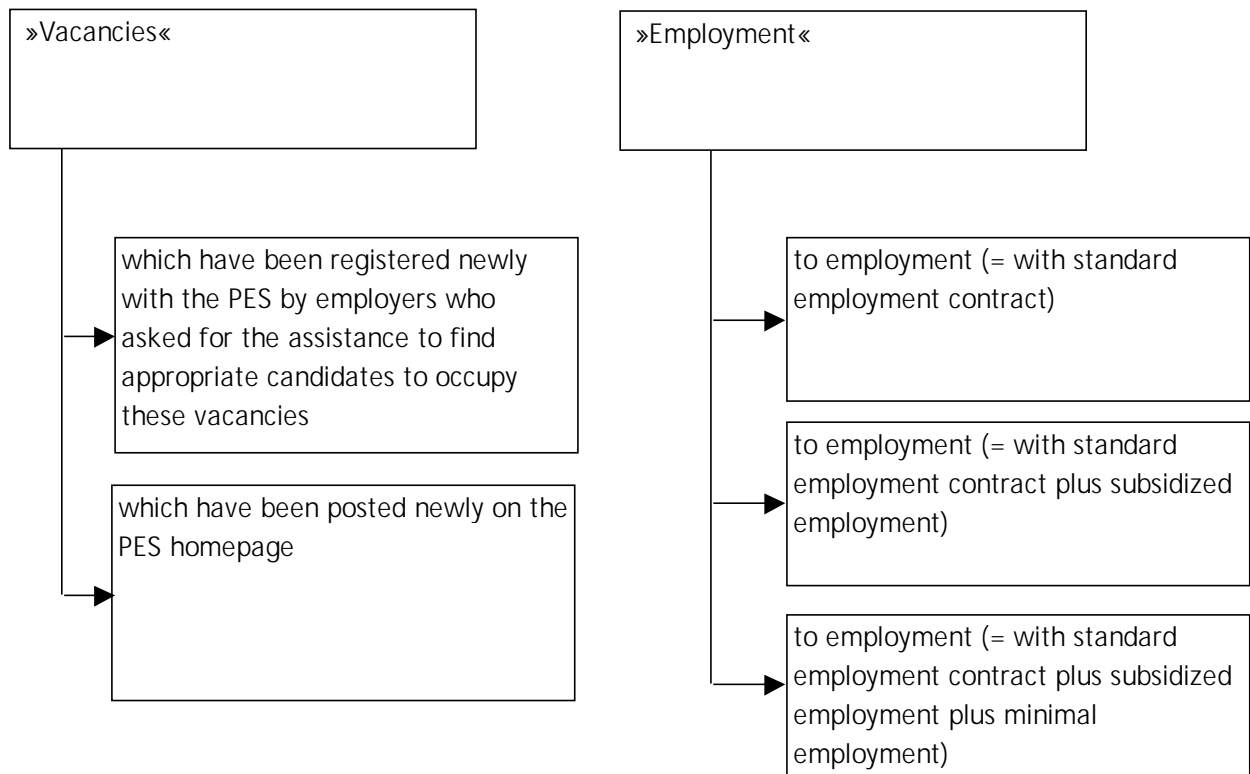 »Vacancies«
which have been registered newly
with the PES by employers who
asked for the assistance to find
appropriate candidates to occupy
these vacancies
which have been posted newly on the
PES homepage
»Employment«
to employment (= with standard
employment contract)
to employment (= with standard
employment contract plus subsidized
employment)
to employment (= with standard
employment contract plus subsidized
employment plus minimal
employment)